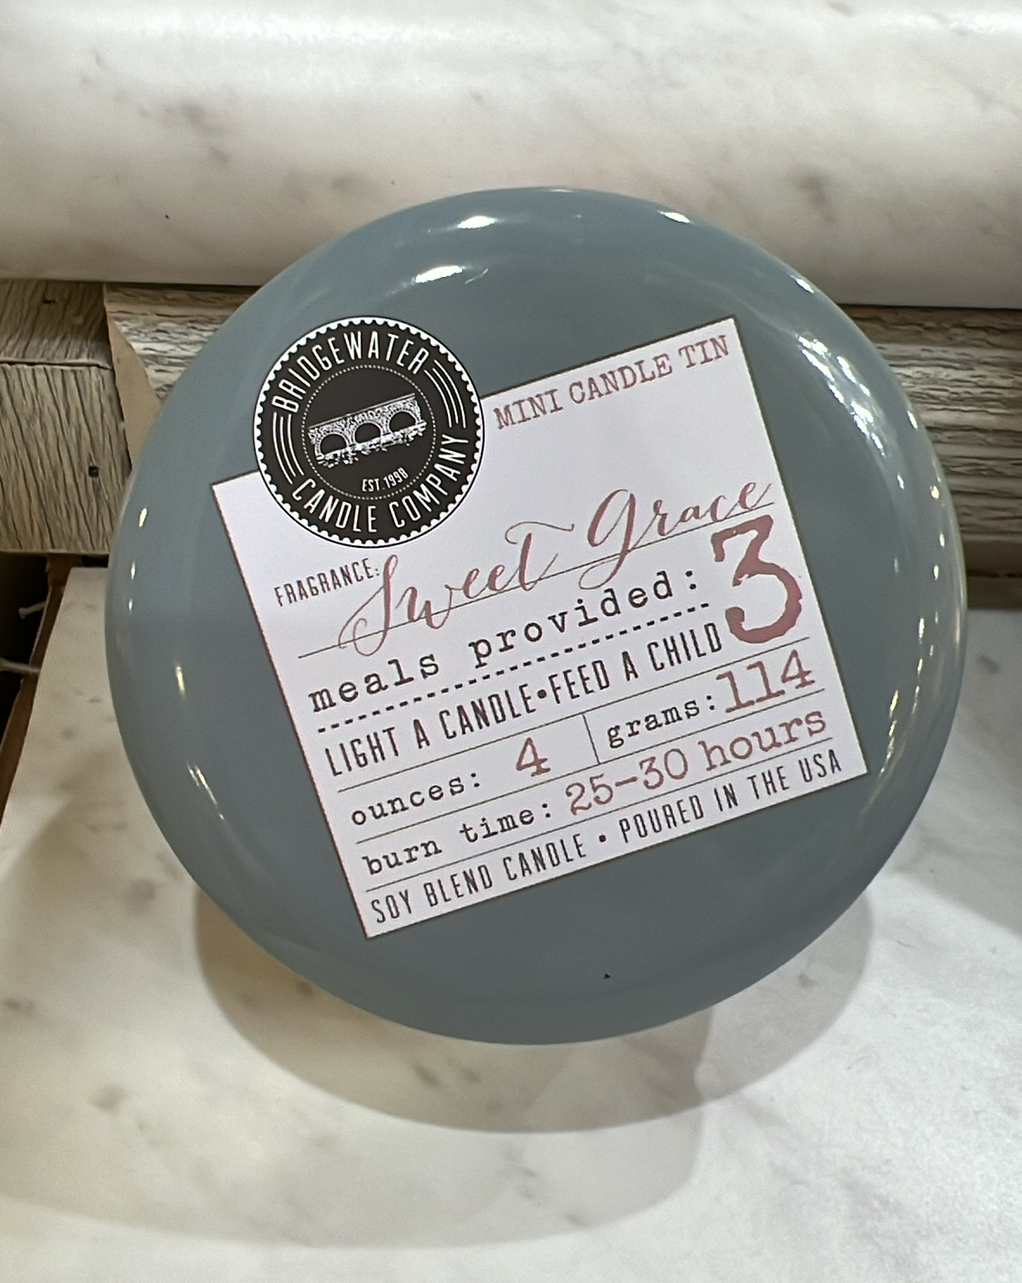 BRIDGEWATER
EST.1998
CANDLE COMPANY
MINI CANDLE TIN
FRAGRANCE: Sweet Grace
meals provided: 3
LIGHT A CANDLE•FEED A CHILD
ounces: 4 grams: 114
burn time: 25-30 hours
SOY BLEND CANDLE • POURED IN THE USA